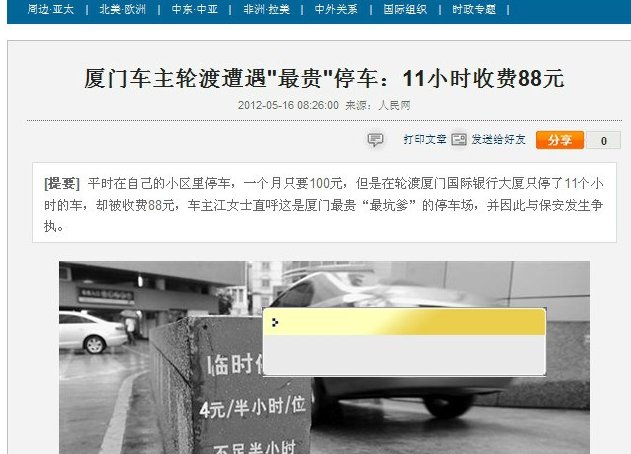 周边·亚太 | 北美·欧洲 | 中东·中亚 | 非洲·拉美 | 中外关系 | 国际组织 | 时政专题 |
厦门车主轮渡遭遇"最贵"停车：11小时收费88元
2012-05-16 08:26:00 来源：人民网
打印文章 发送给好友 分享 0
[提要] 平时在自己的小区里停车，一个月只要100元，但是在轮渡厦门国际银行大厦只停了11个小
时的车，却被收费88元，车主江女士直呼这是厦门最贵“最坑爹”的停车场，并因此与保安发生争
执。
临时停
4元/半小时/位
不足半小时